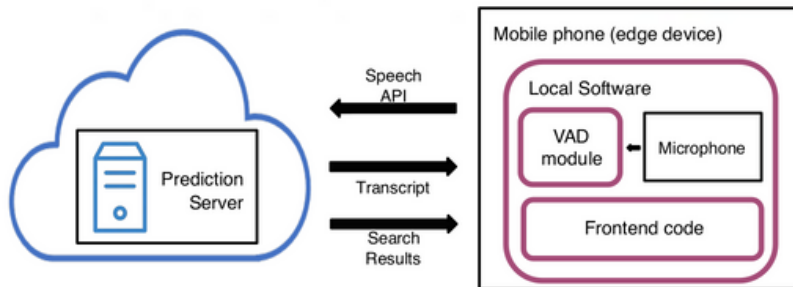 Speech
API
Prediction
Server
Transcript
Search
Results
Mobile phone (edge device)
Local Software
VAD
module
Microphone
Frontend code